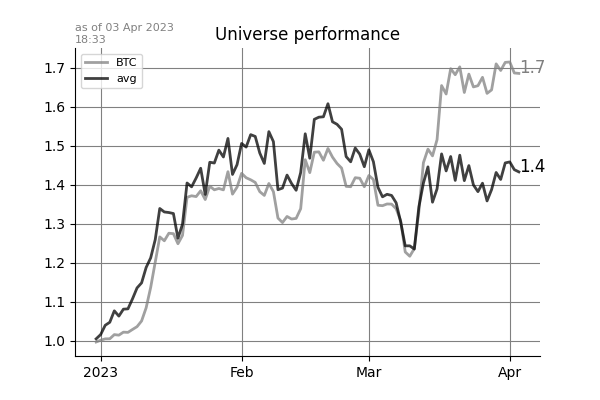 as of 03 Apr 2023
18:33
Universe performance
BTC
avg
1.7
1.6
1.5
1.4
1.3
1.2
1.1
1.0
1.7
1.4
2023
Feb
Mar
Apr